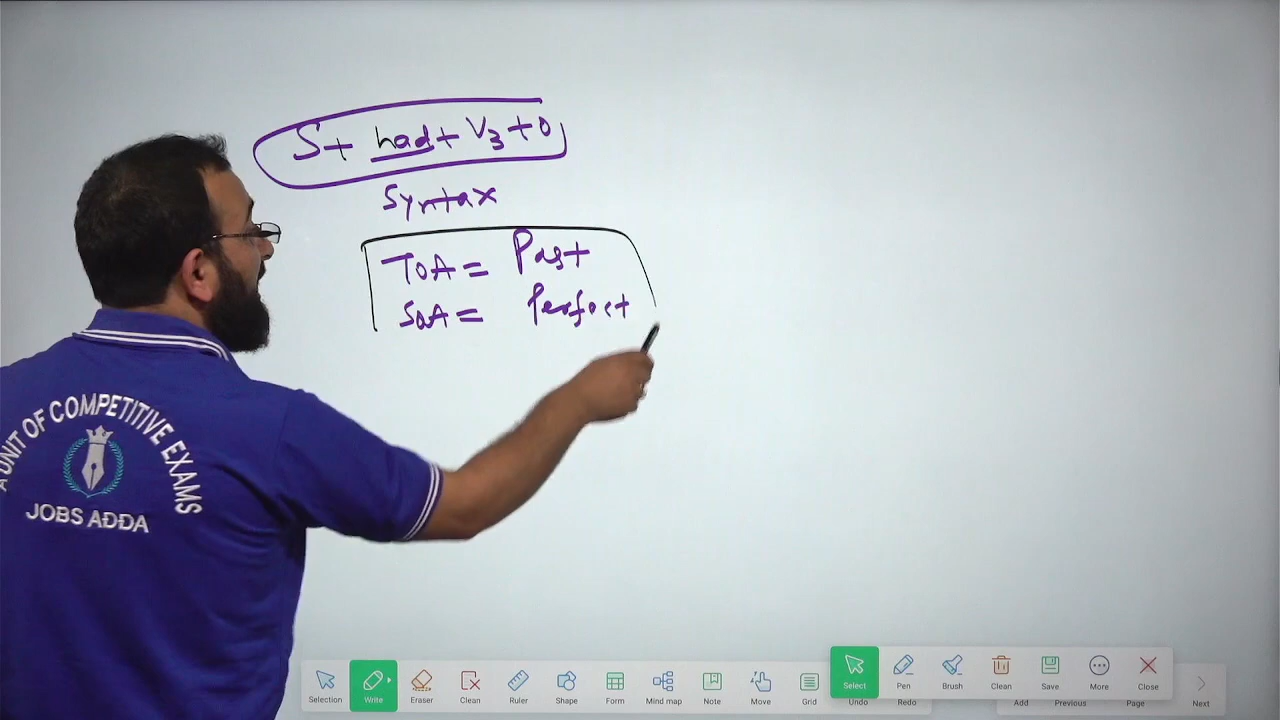 S+ had+ V3+O
Syntax
TOA = Past
SOA = Perfect
A UNIT OF COMPETITIVE EXAMS
JOBS ADDA
Selection Write Eraser Clean Ruler Shape Form Mind map Note Move Grid Undo Redo Add Previous Page Next
Select Pen Brush Clean Save More Close